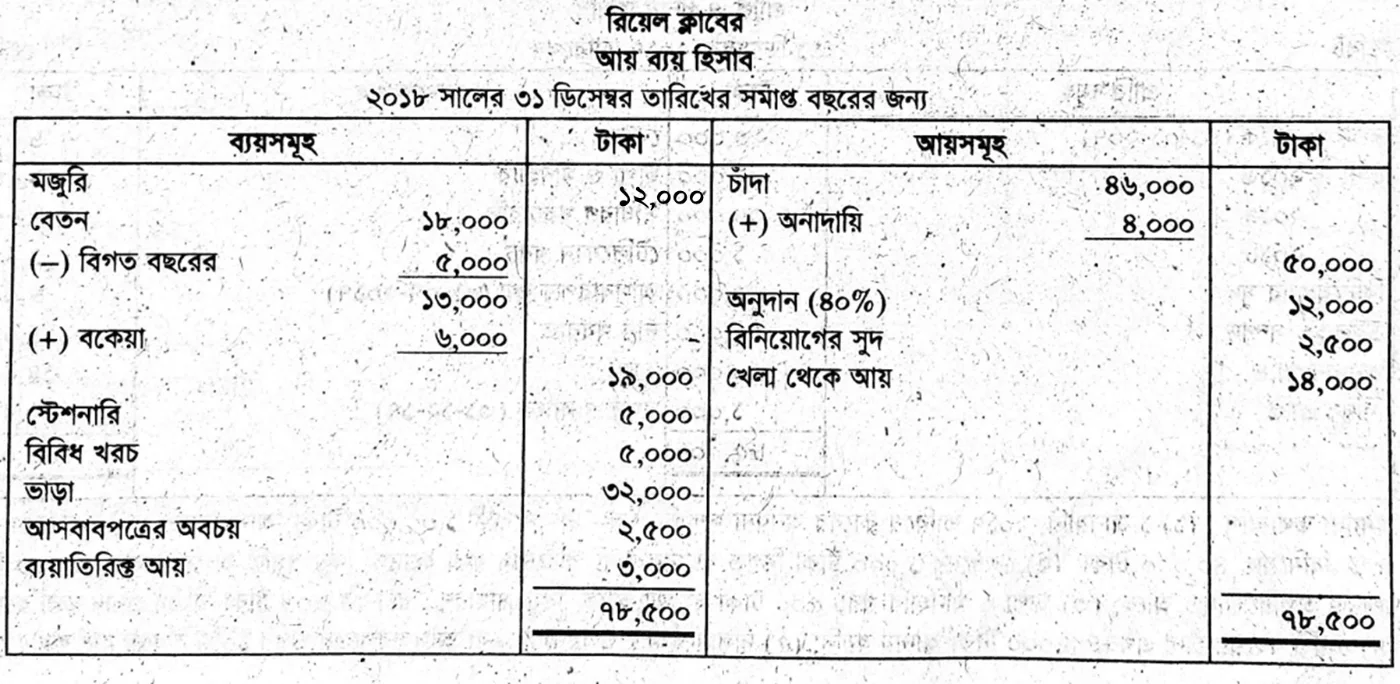 রিয়েল ক্লাবের
আয় ব্যয় হিসাব
২০১৮ সালের ৩১ ডিসেম্বর তারিখের সমাপ্ত বছরের জন্য
ব্যয়সমূহ টাকা আয়সমূহ টাকা
মজুরি ১২,০০০ চাঁদা ৪৬,০০০
বেতন ১৮,০০০ (+) অনাদায়ি ৪,০০০
(–) বিগত বছরের ৫,০০০ ৫০,০০০
১৩,০০০ অনুদান (৪০%) ১২,০০০
(+) বকেয়া ৬,০০০ - বিনিয়োগের সুদ ২,৫০০
১৯,০০০ খেলা থেকে আয় ১৪,০০০
স্টেশনারি ৫,০০০
বিবিধ খরচ ৫,০০০
ভাড়া ৩২,০০০
আসবাবপত্রের অবচয় ২,৫০০
ব্যয়াতিরিক্ত আয় ৩,০০০
৭৮,৫০০ ৭৮,৫০০